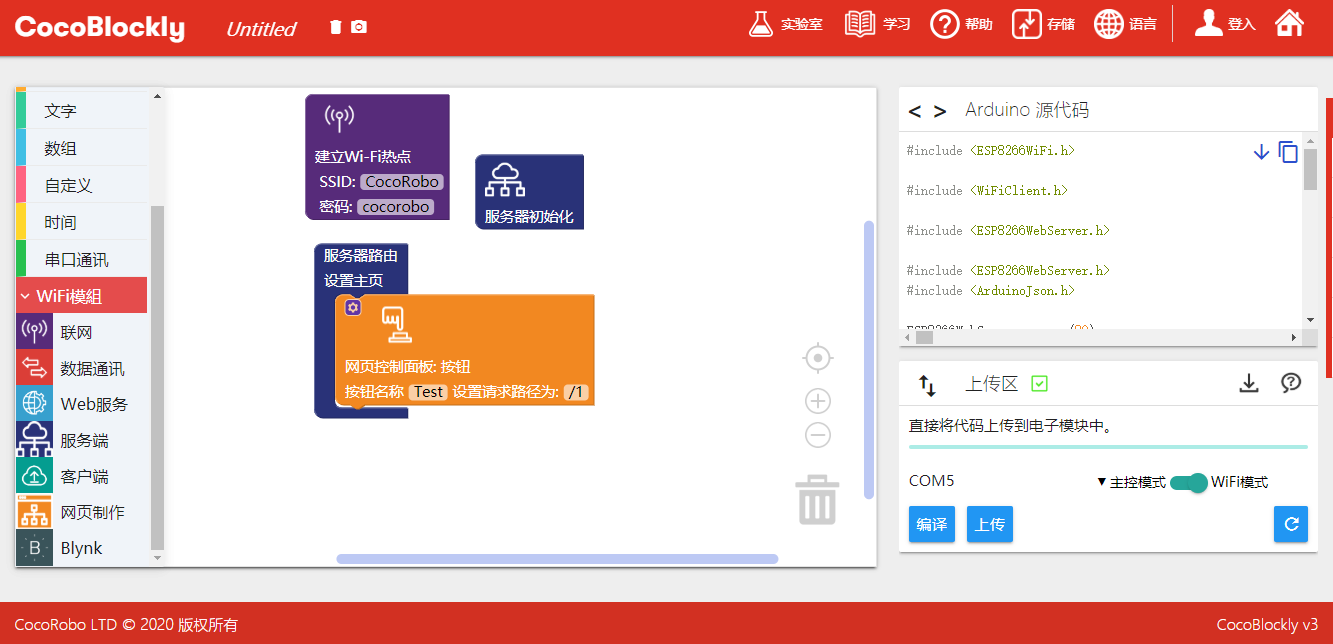 CocoBlockly
Untitled
实验室
学习
帮助
存储
语言
登入
文字
数组
自定义
时间
串口通讯
WiFi模組
联网
数据通讯
Web服务
服务端
客户端
网页制作
B Blynk
建立Wi-Fi热点
SSID: CocoRobo
密码: cocorobo
服务器初始化
服务器路由
设置主页
网页控制面板: 按钮
按钮名称 Test 设置请求路径为: /1
< > Arduino 源代码
#include <ESP8266WiFi.h>
#include <WiFiClient.h>
#include <ESP8266WebServer.h>
#include <ESP8266WebServer.h>
#include <ArduinoJson.h>
上传区
直接将代码上传到电子模块中。
COM5
主控模式 WiFi模式
编译 上传
CocoRobo LTD © 2020 版权所有
CocoBlockly v3